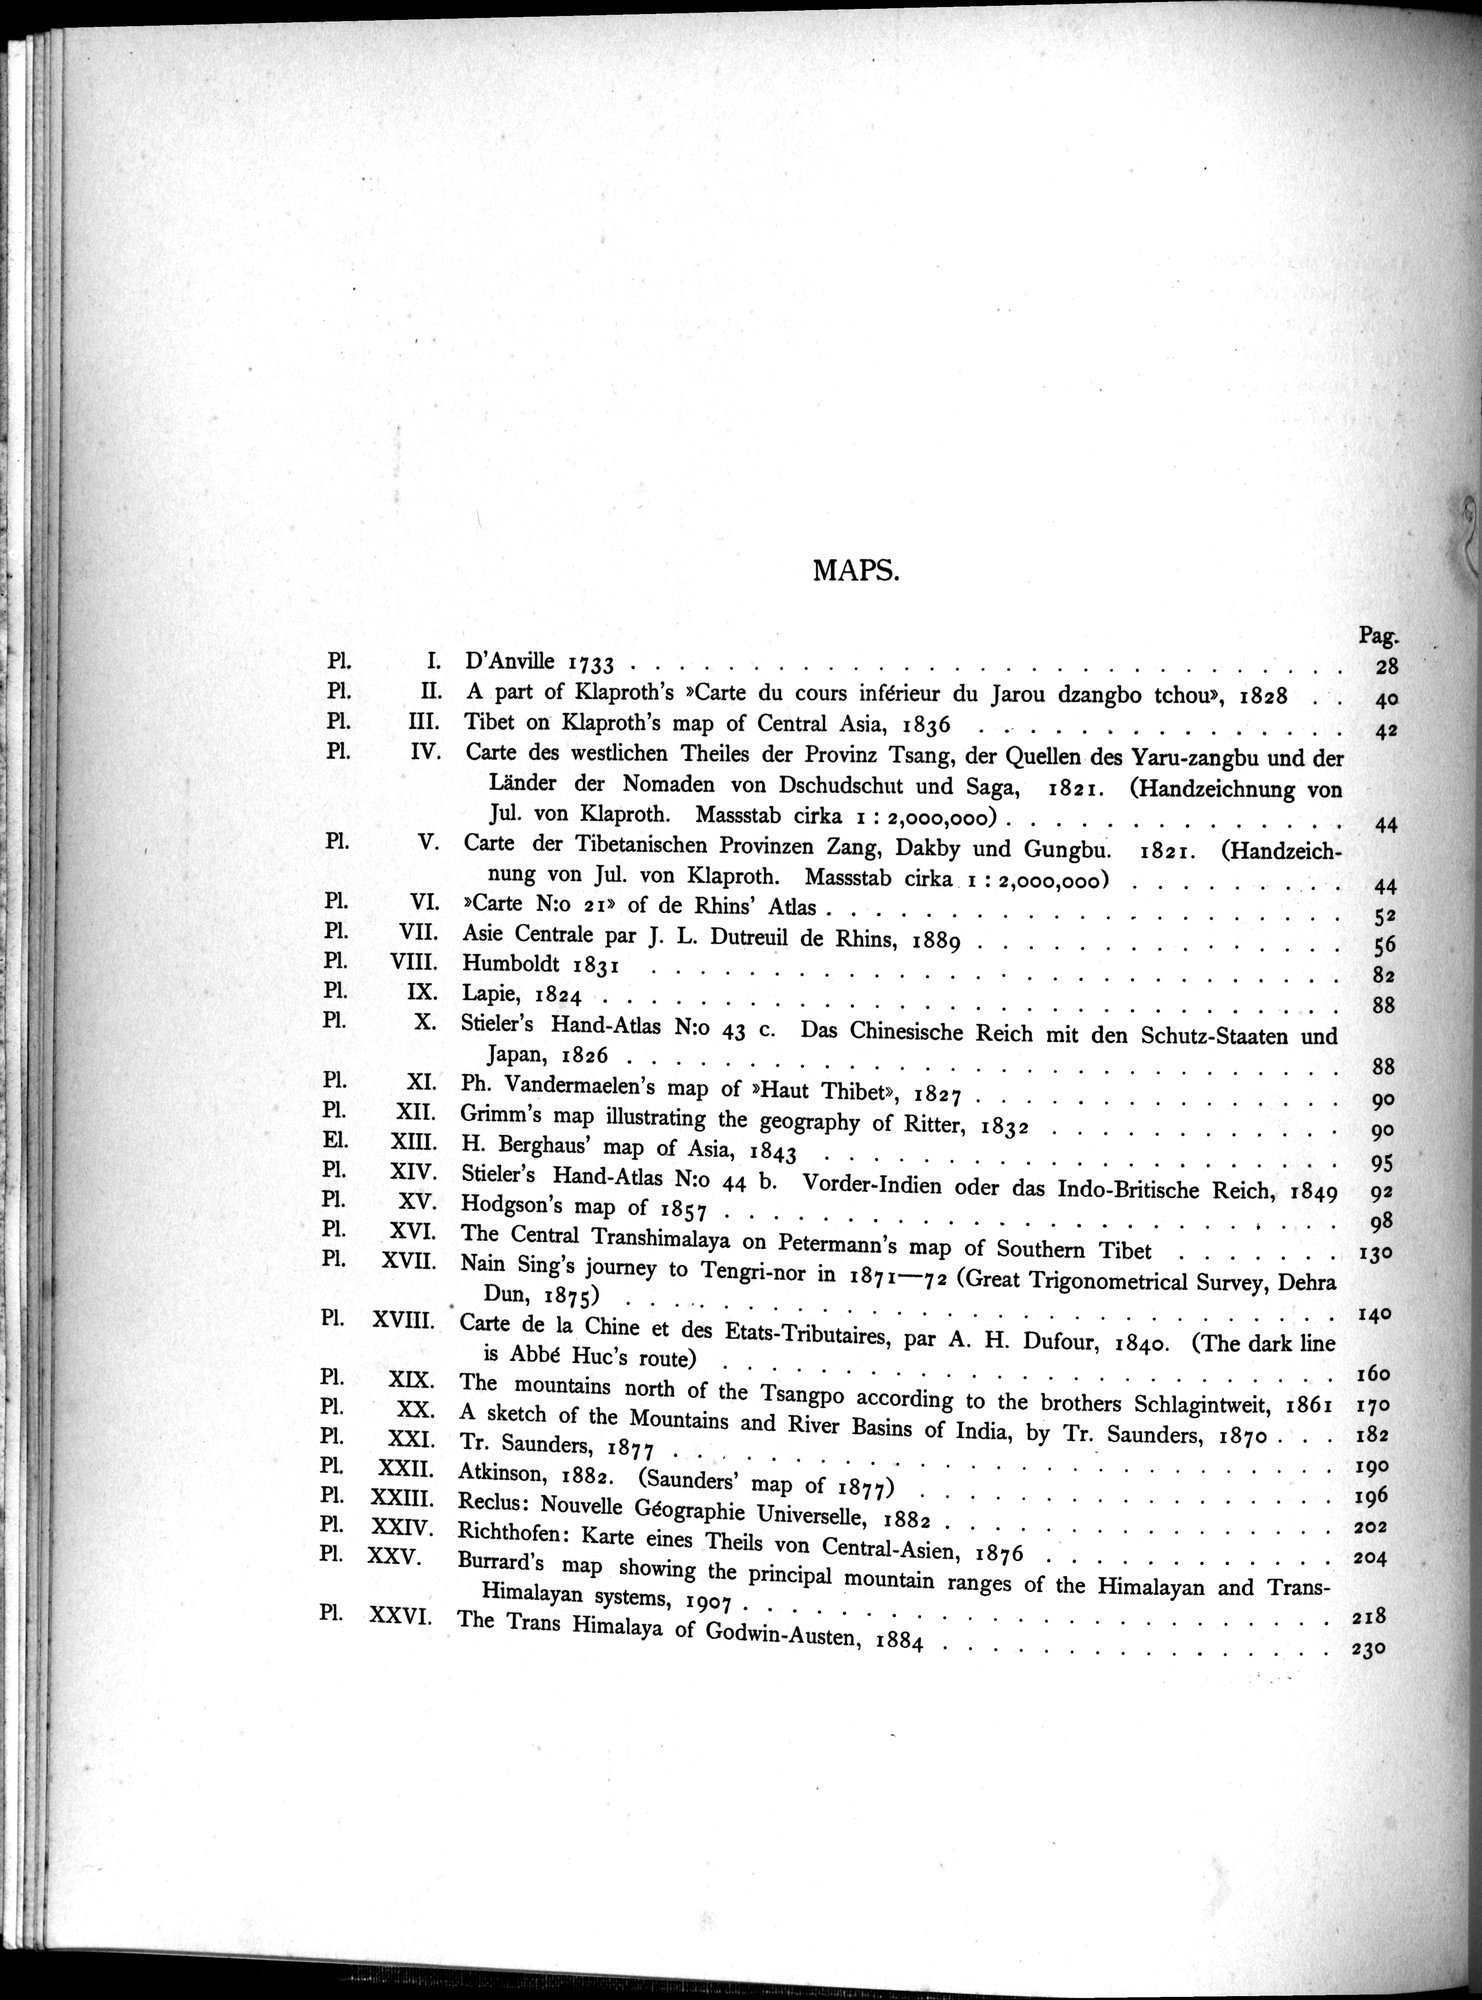 MAPS.
Pag.
Pl. I. D'Anville 1733 . . . . . . . . . . . . . . . . . . . . . . . . . . . . . . 28
Pl. II. A part of Klaproth's »Carte du cours inférieur du Jarou dzangbo tchou», 1828 . . 40
Pl. III. Tibet on Klaproth's map of Central Asia, 1836 . . . . . . . . . . . . . . . 42
Pl. IV. Carte des westlichen Theiles der Provinz Tsang, der Quellen des Yaru-zangbu und der
Länder der Nomaden von Dschudschut und Saga, 1821. (Handzeichnung von
Jul. von Klaproth. Massstab cirka 1 : 2,000,000) . . . . . . . . . . . . . . 44
Pl. V. Carte der Tibetanischen Provinzen Zang, Dakby und Gungbu. 1821. (Handzeich-
nung von Jul. von Klaproth. Massstab cirka 1 : 2,000,000) . . . . . . . . . 44
Pl. VI. »Carte N:o 21» of de Rhins' Atlas . . . . . . . . . . . . . . . . . . . . . 52
Pl. VII. Asie Centrale par J. L. Dutreuil de Rhins, 1889 . . . . . . . . . . . . . . . 56
Pl. VIII. Humboldt 1831 . . . . . . . . . . . . . . . . . . . . . . . . . . . . . 82
Pl. IX. Lapie, 1824 . . . . . . . . . . . . . . . . . . . . . . . . . . . . . . . 88
Pl. X. Stieler's Hand-Atlas N:o 43 c. Das Chinesische Reich mit den Schutz-Staaten und
Japan, 1826 . . . . . . . . . . . . . . . . . . . . . . . . . . . . . . 88
Pl. XI. Ph. Vandermaelen's map of »Haut Thibet», 1827 . . . . . . . . . . . . . . . 90
Pl. XII. Grimm's map illustrating the geography of Ritter, 1832 . . . . . . . . . . . . 90
El. XIII. H. Berghaus' map of Asia, 1843 . . . . . . . . . . . . . . . . . . . . . . 95
Pl. XIV. Stieler's Hand-Atlas N:o 44 b. Vorder-Indien oder das Indo-Britische Reich, 1849 92
Pl. XV. Hodgson's map of 1857 . . . . . . . . . . . . . . . . . . . . . . . . . . 98
Pl. XVI. The Central Transhimalaya on Petermann's map of Southern Tibet . . . . . . . 130
Pl. XVII. Nain Sing's journey to Tengri-nor in 1871—72 (Great Trigonometrical Survey, Dehra
Dun, 1875) . . . . . . . . . . . . . . . . . . . . . . . . . . . . . . 140
Pl. XVIII. Carte de la Chine et des Etats-Tributaires, par A. H. Dufour, 1840. (The dark line
is Abbé Huc's route) . . . . . . . . . . . . . . . . . . . . . . . . . . 160
Pl. XIX. The mountains north of the Tsangpo according to the brothers Schlagintweit, 1861 170
Pl. XX. A sketch of the Mountains and River Basins of India, by Tr. Saunders, 1870 . . . 182
Pl. XXI. Tr. Saunders, 1877 . . . . . . . . . . . . . . . . . . . . . . . . . . . . 190
Pl. XXII. Atkinson, 1882. (Saunders' map of 1877) . . . . . . . . . . . . . . . . . 196
Pl. XXIII. Reclus: Nouvelle Géographie Universelle, 1882 . . . . . . . . . . . . . . . . 202
Pl. XXIV. Richthofen: Karte eines Theils von Central-Asien, 1876 . . . . . . . . . . . . 204
Pl. XXV. Burrard's map showing the principal mountain ranges of the Himalayan and Trans-
Himalayan systems, 1907 . . . . . . . . . . . . . . . . . . . . . . . . . 218
Pl. XXVI. The Trans Himalaya of Godwin-Austen, 1884 . . . . . . . . . . . . . . . . 230